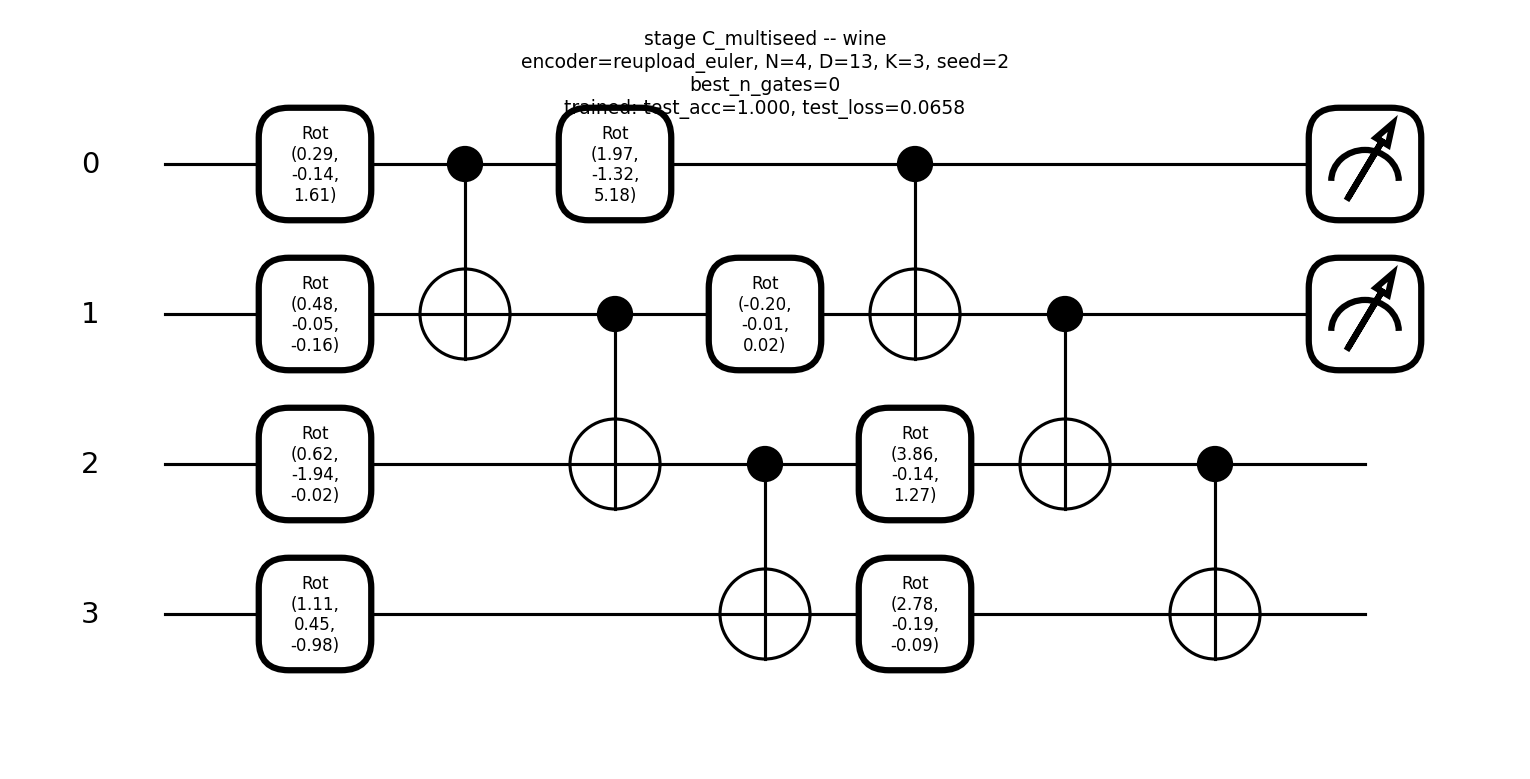 stage C_multiseed -- wine
encoder=reupload_euler, N=4, D=13, K=3, seed=2
best_n_gates=0
trained: test_acc=1.000, test_loss=0.0658
0
Rot
(0.29,
-0.14,
1.61)
Rot
(1.97,
-1.32,
5.18)
1
Rot
(0.48,
-0.05,
-0.16)
Rot
(-0.20,
-0.01,
0.02)
2
Rot
(0.62,
-1.94,
-0.02)
Rot
(3.86,
-0.14,
1.27)
3
Rot
(1.11,
0.45,
-0.98)
Rot
(2.78,
-0.19,
-0.09)